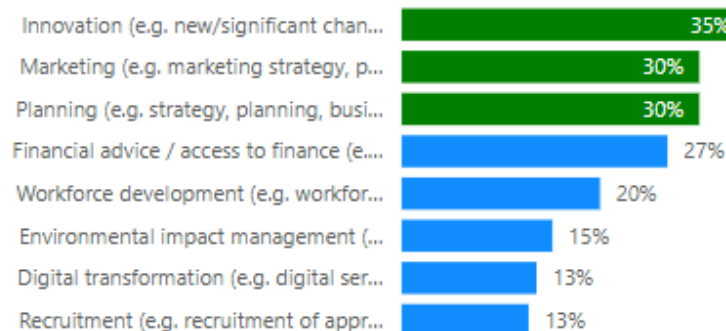 Innovation (e.g. new/significant chan... 35%
Marketing (e.g. marketing strategy, p... 30%
Planning (e.g. strategy, planning, busi... 30%
Financial advice / access to finance (e.... 27%
Workforce development (e.g. workfor... 20%
Environmental impact management (... 15%
Digital transformation (e.g. digital ser... 13%
Recruitment (e.g. recruitment of appr... 13%